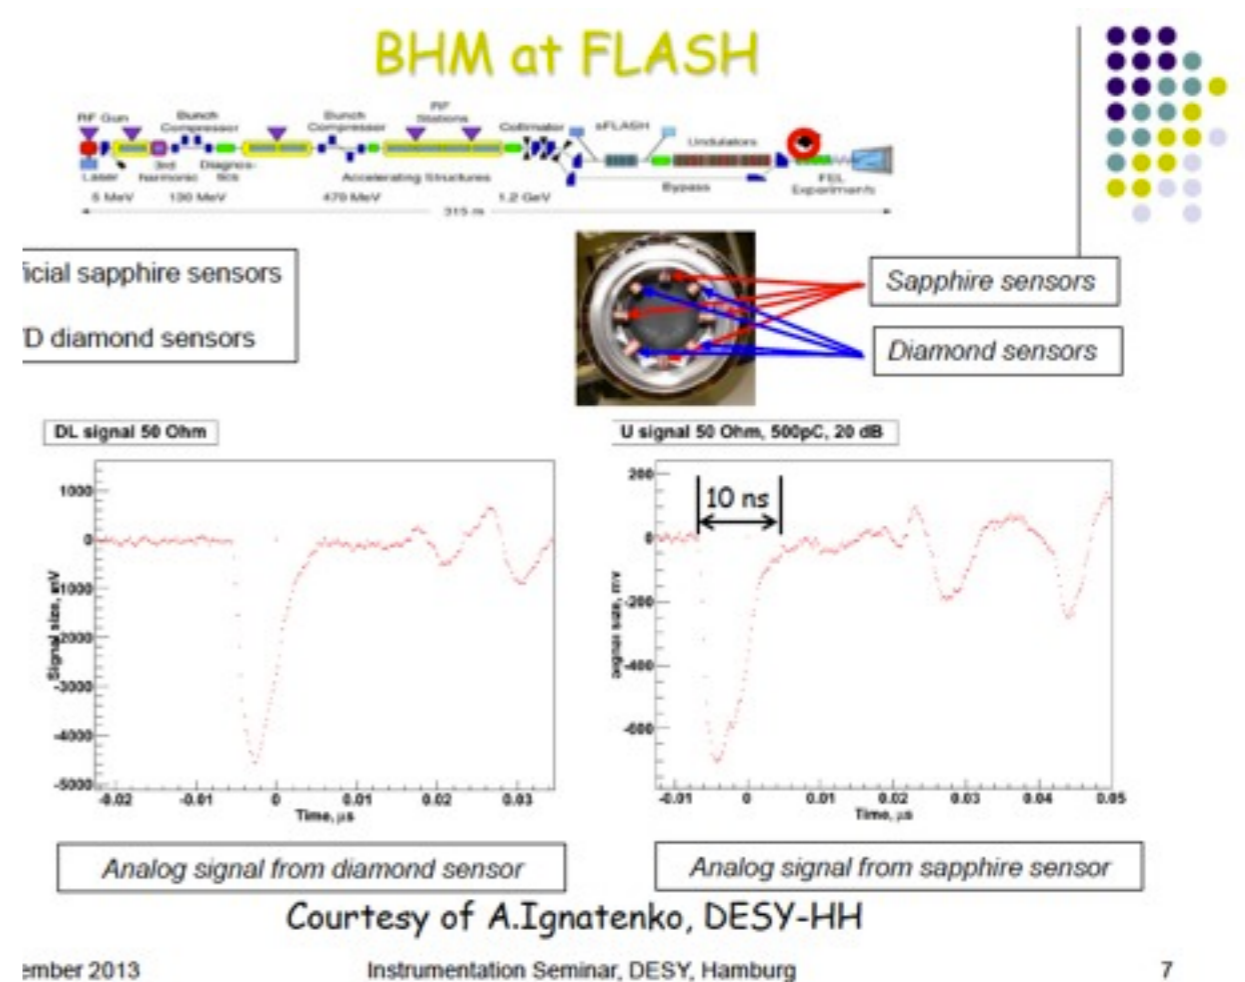 BHM at FLASH
RF Gun
Bunch
Compressor
Bunch
Compressor
RF
Stations
Collimator
sFLASH
Undulators
Laser
3rd
harmonic
Diagnos-
tics
Accelerating Structures
Bypass
FEL
Experiments
5 MeV 130 MeV 470 MeV 1.2 GeV
315 m
icial sapphire sensors
D diamond sensors
Sapphire sensors
Diamond sensors
DL signal 50 Ohm
1000
0
-1000
-2000
-3000
-4000
-5000
Signal size, mV
-0.02 -0.01 0 0.01 0.02 0.03
Time, µs
U signal 50 Ohm, 500pC, 20 dB
10 ns
200
0
-200
-400
-600
signal size, mV
-0.01 0 0.01 0.02 0.03 0.04 0.05
Time, µs
Analog signal from diamond sensor
Analog signal from sapphire sensor
Courtesy of A.Ignatenko, DESY-HH
ember 2013
Instrumentation Seminar, DESY, Hamburg
7